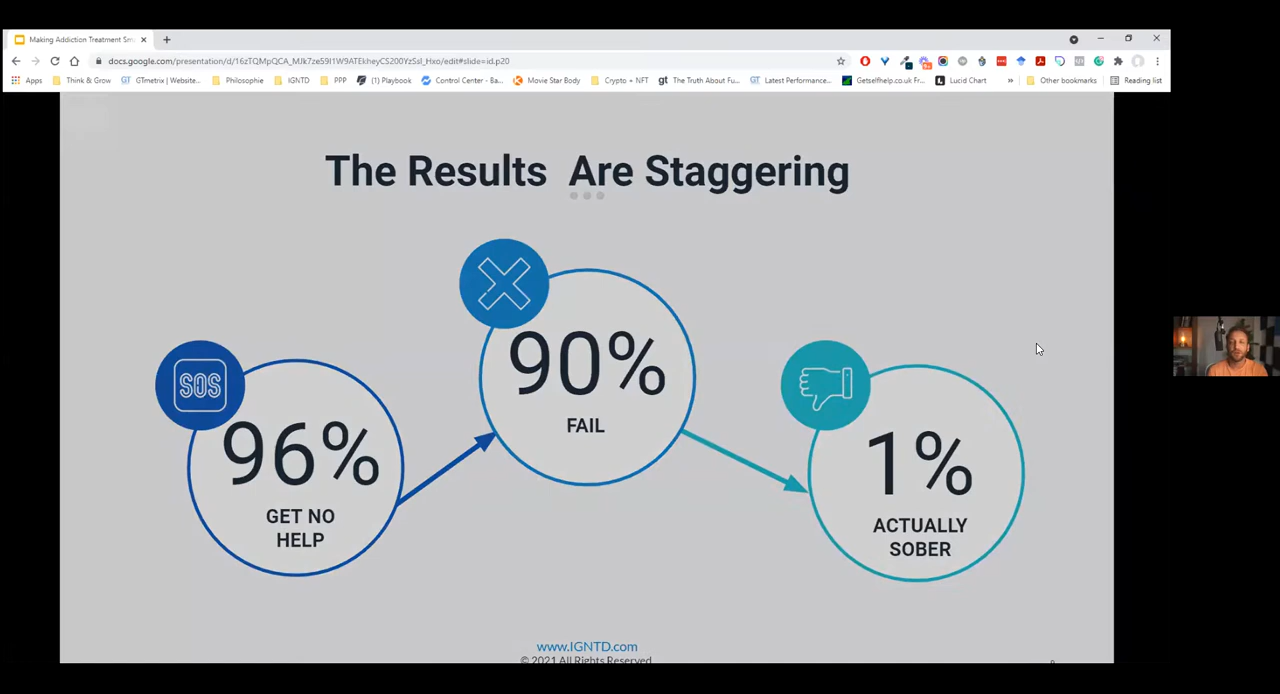 Making Addiction Treatment Sm
docs.google.com/presentation/d/16zTQMpQCA_MJk7ze59I1W9ATEkheyCS200YzSsl_Hxo/edit#slide=id.p20
Apps Think & Grow GTmetrix | Website... Philosophie IGNTD PPP (1) Playbook Control Center - Ba... Movie Star Body Crypto + NFT The Truth About Fu... Latest Performance... Getselfhelp.co.uk Fr... Lucid Chart » Other bookmarks Reading list
The Results Are Staggering
SOS
96%
GET NO
HELP
90%
FAIL
1%
ACTUALLY
SOBER
www.IGNTD.com
© 2021 All Rights Reserved